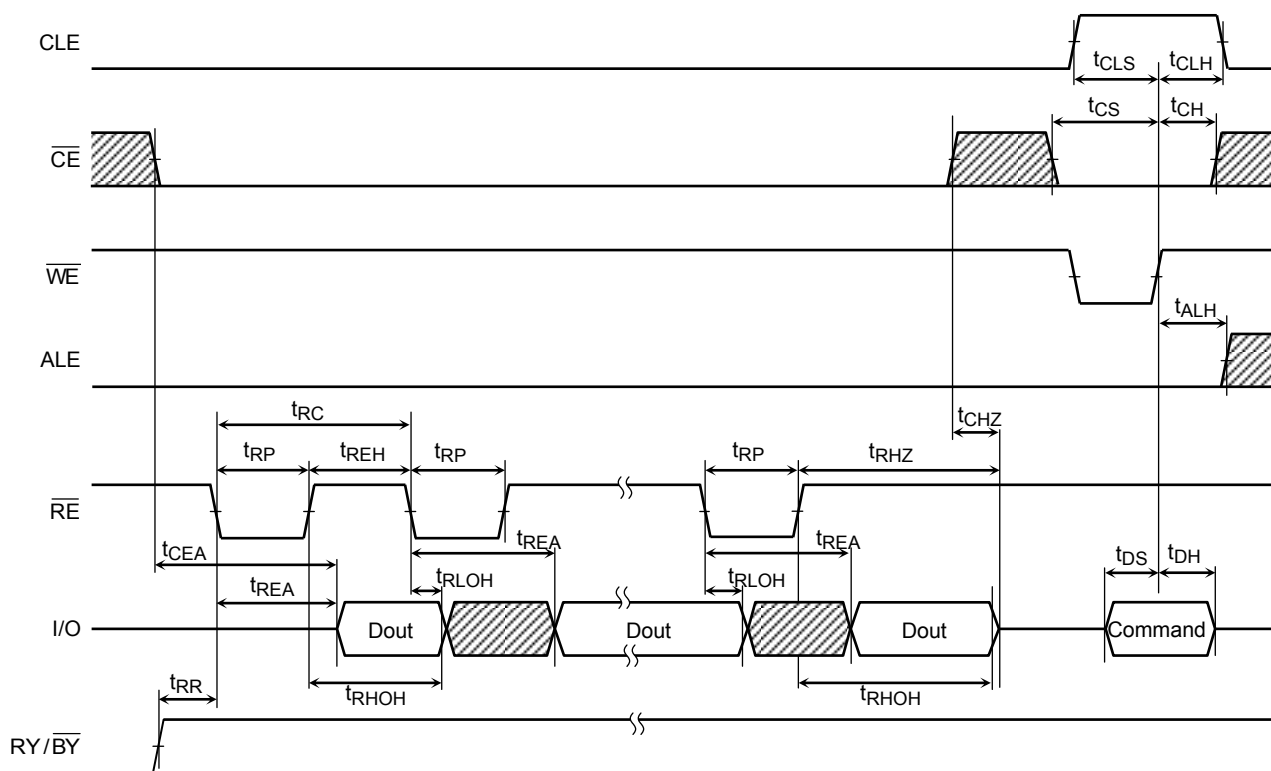 CLE
tCLS tCLH
tCS tCH
CE
WE
tALH
ALE
tRC tCHZ
tRP tREH tRP tRP tRHZ
RE
tCEA tREA tREA tDS tDH
tREA tRLOH tRLOH
I/O Dout Dout Dout Command
tRR tRHOH tRHOH
RY/BY